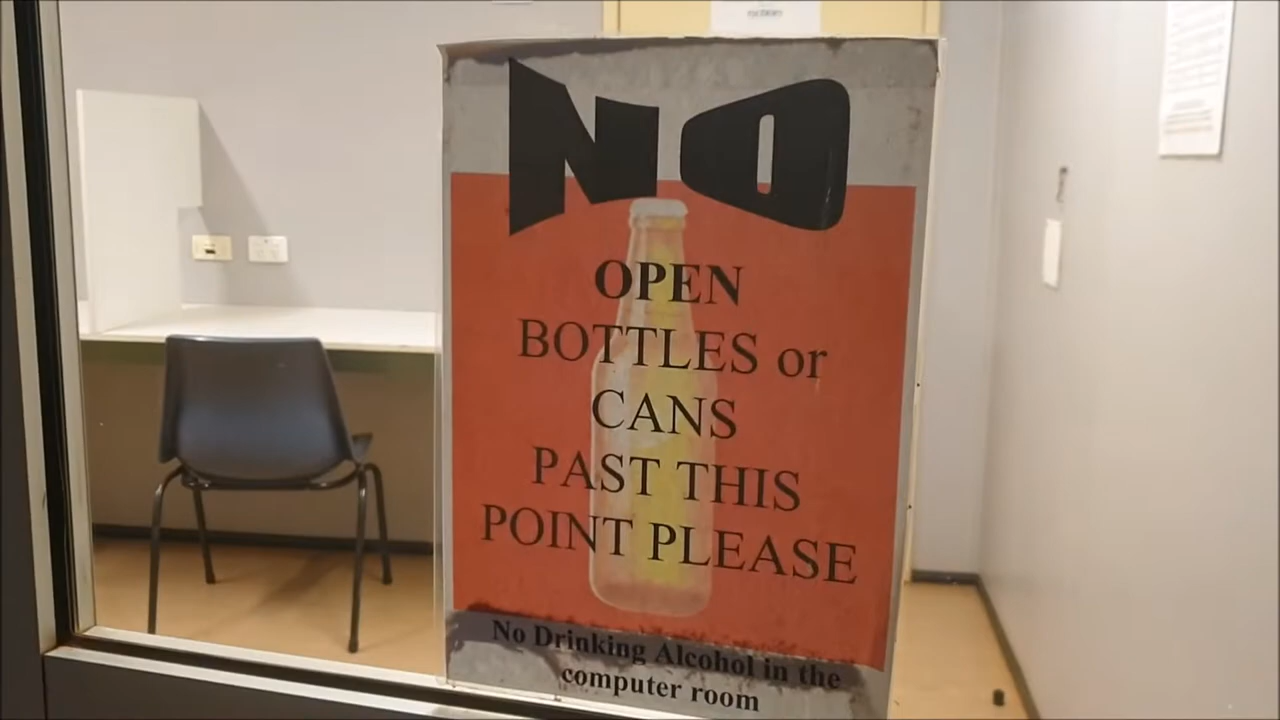 NO
OPEN
BOTTLES or
CANS
PAST THIS
POINT PLEASE
No Drinking Alcohol in the
computer room